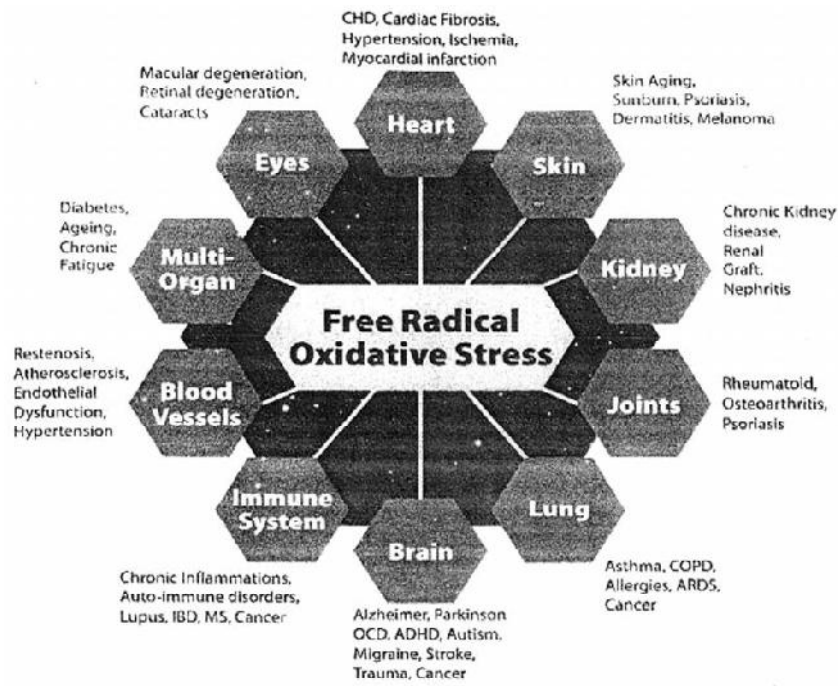 CHD, Cardiac Fibrosis,
Hypertension, Ischemia,
Myocardial infarction
Heart
Macular degeneration,
Retinal degeneration,
Cataracts
Eyes
Skin Aging,
Sunburn, Psoriasis,
Dermatitis, Melanoma
Skin
Diabetes,
Ageing,
Chronic
Fatigue
Multi-
Organ
Chronic Kidney
disease,
Renal
Graft,
Nephritis
Kidney
Free Radical
Oxidative Stress
Restenosis,
Atherosclerosis,
Endothelial
Dysfunction,
Hypertension
Blood
Vessels
Joints
Rheumatoid,
Osteoarthritis,
Psoriasis
Immune
System
Chronic Inflammations,
Auto-immune disorders,
Lupus, IBD, MS, Cancer
Brain
Alzheimer, Parkinson
OCD, ADHD, Autism,
Migraine, Stroke,
Trauma, Cancer
Lung
Asthma, COPD,
Allergies, ARDS,
Cancer